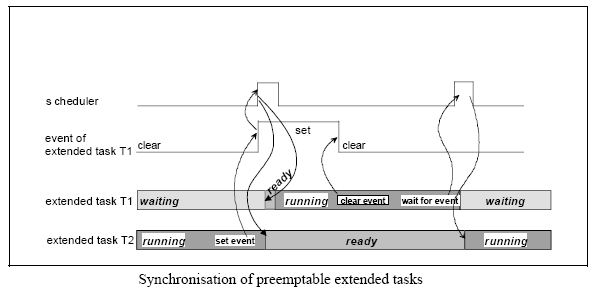 s cheduler
event of
extended task T1
clear
set
clear
ready
extended task T1
waiting
running
clear event
wait for event
waiting
extended task T2
running
set event
ready
running
Synchronisation of preemptable extended tasks